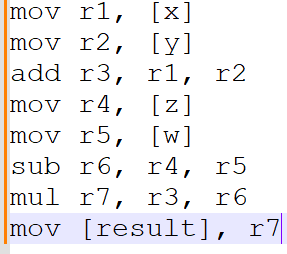 mov r1, [x]
mov r2, [y]
add r3, r1, r2
mov r4, [z]
mov r5, [w]
sub r6, r4, r5
mul r7, r3, r6
mov [result], r7